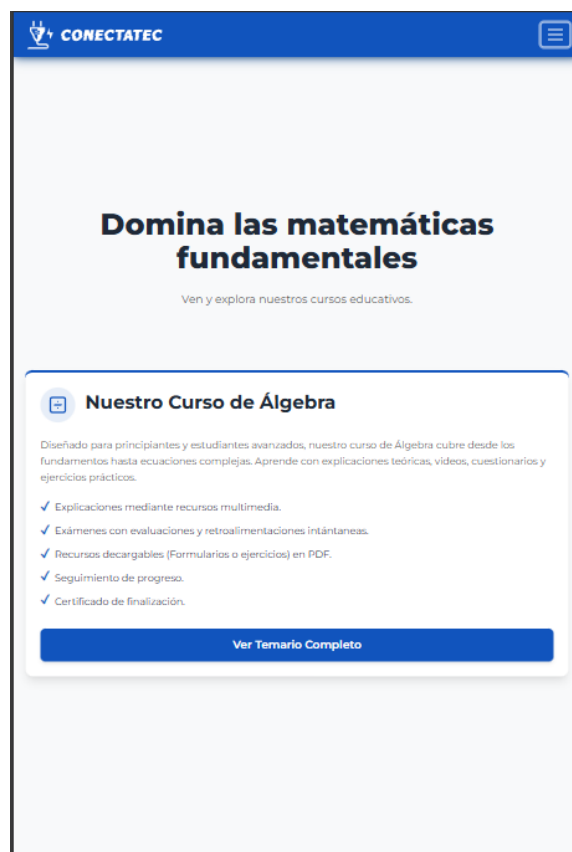 CONECTATEC
Domina las matemáticas
fundamentales
Ven y explora nuestros cursos educativos.
Nuestro Curso de Álgebra
Diseñado para principiantes y estudiantes avanzados, nuestro curso de Álgebra cubre desde los
fundamentos hasta ecuaciones complejas. Aprende con explicaciones teóricas, videos, cuestionarios y
ejercicios prácticos.
✓ Explicaciones mediante recursos multimedia.
✓ Exámenes con evaluaciones y retroalimentaciones intántaneas.
✓ Recursos decargables (Formularios o ejercicios) en PDF.
✓ Seguimiento de progreso.
✓ Certificado de finalización.
Ver Temario Completo